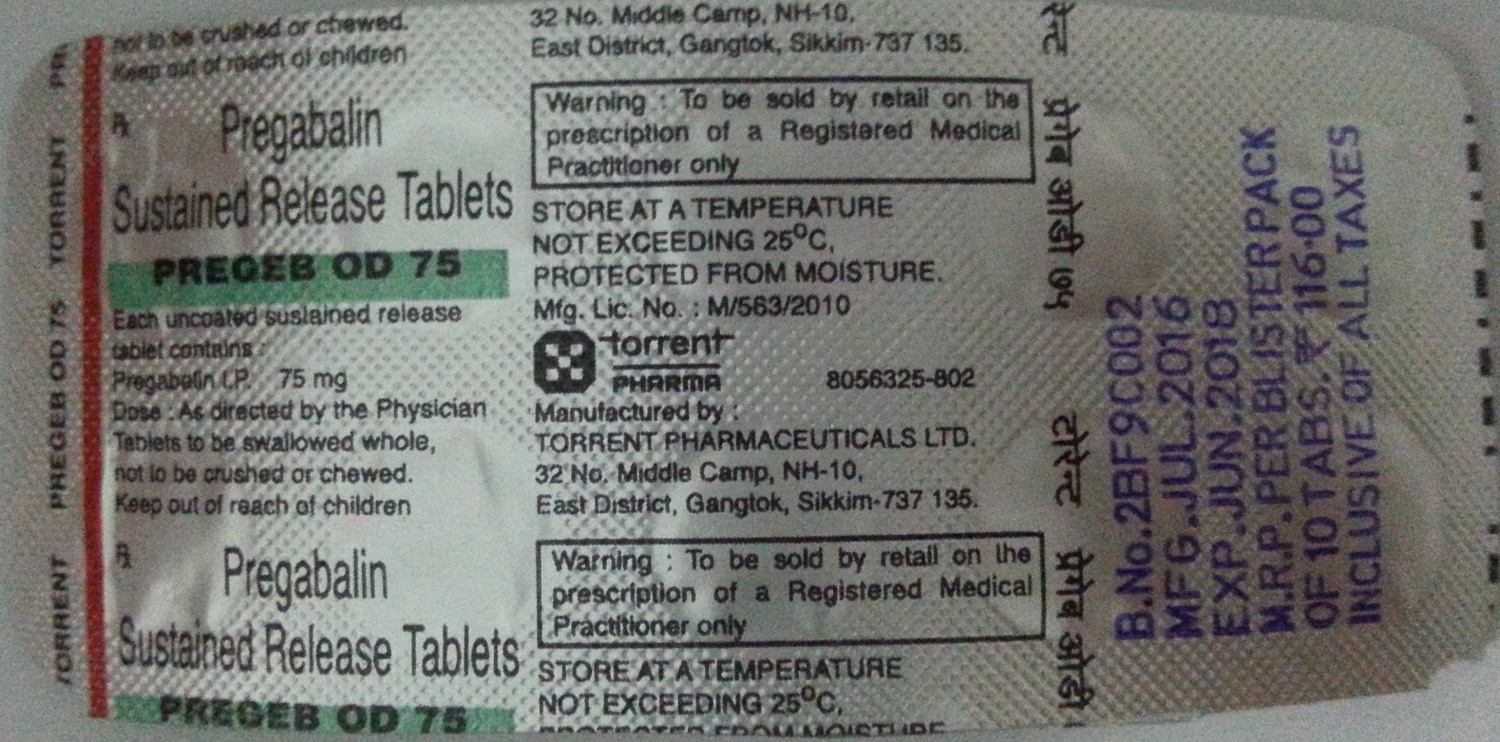 not to be crushed or chewed.
Keep out of reach of children
℞
Pregabalin
Sustained Release Tablets
PREGEB OD 75
Each uncoated sustained release
tablet contains :
Pregabalin I.P. 75 mg
Dose : As directed by the Physician
Tablets to be swallowed whole,
not to be crushed or chewed.
Keep out of reach of children
℞
Pregabalin
Sustained Release Tablets
PREGEB OD 75
32 No. Middle Camp, NH-10,
East District, Gangtok, Sikkim-737 135.
Warning : To be sold by retail on the
prescription of a Registered Medical
Practitioner only
STORE AT A TEMPERATURE
NOT EXCEEDING 25⁰C,
PROTECTED FROM MOISTURE.
Mfg. Lic. No. : M/563/2010
torrent
PHARMA
8056325-802
Manufactured by :
TORRENT PHARMACEUTICALS LTD.
32 No. Middle Camp, NH-10,
East District, Gangtok, Sikkim-737 135.
Warning : To be sold by retail on the
prescription of a Registered Medical
Practitioner only
STORE AT A TEMPERATURE
NOT EXCEEDING 25⁰C,
PROTECTED FROM MOISTURE
TORRENT PREGEB OD 75 TORRENT
प्रेगेब ओडी टोरेन्ट प्रेगेब ओडी ७५
B.No.2BF9C002
MFG.JUL.2016
EXP.JUN.2018
M.R.P.PER BLISTERPACK
OF 10 TABS.₹ 116-00
INCLUSIVE OF ALL TAXES